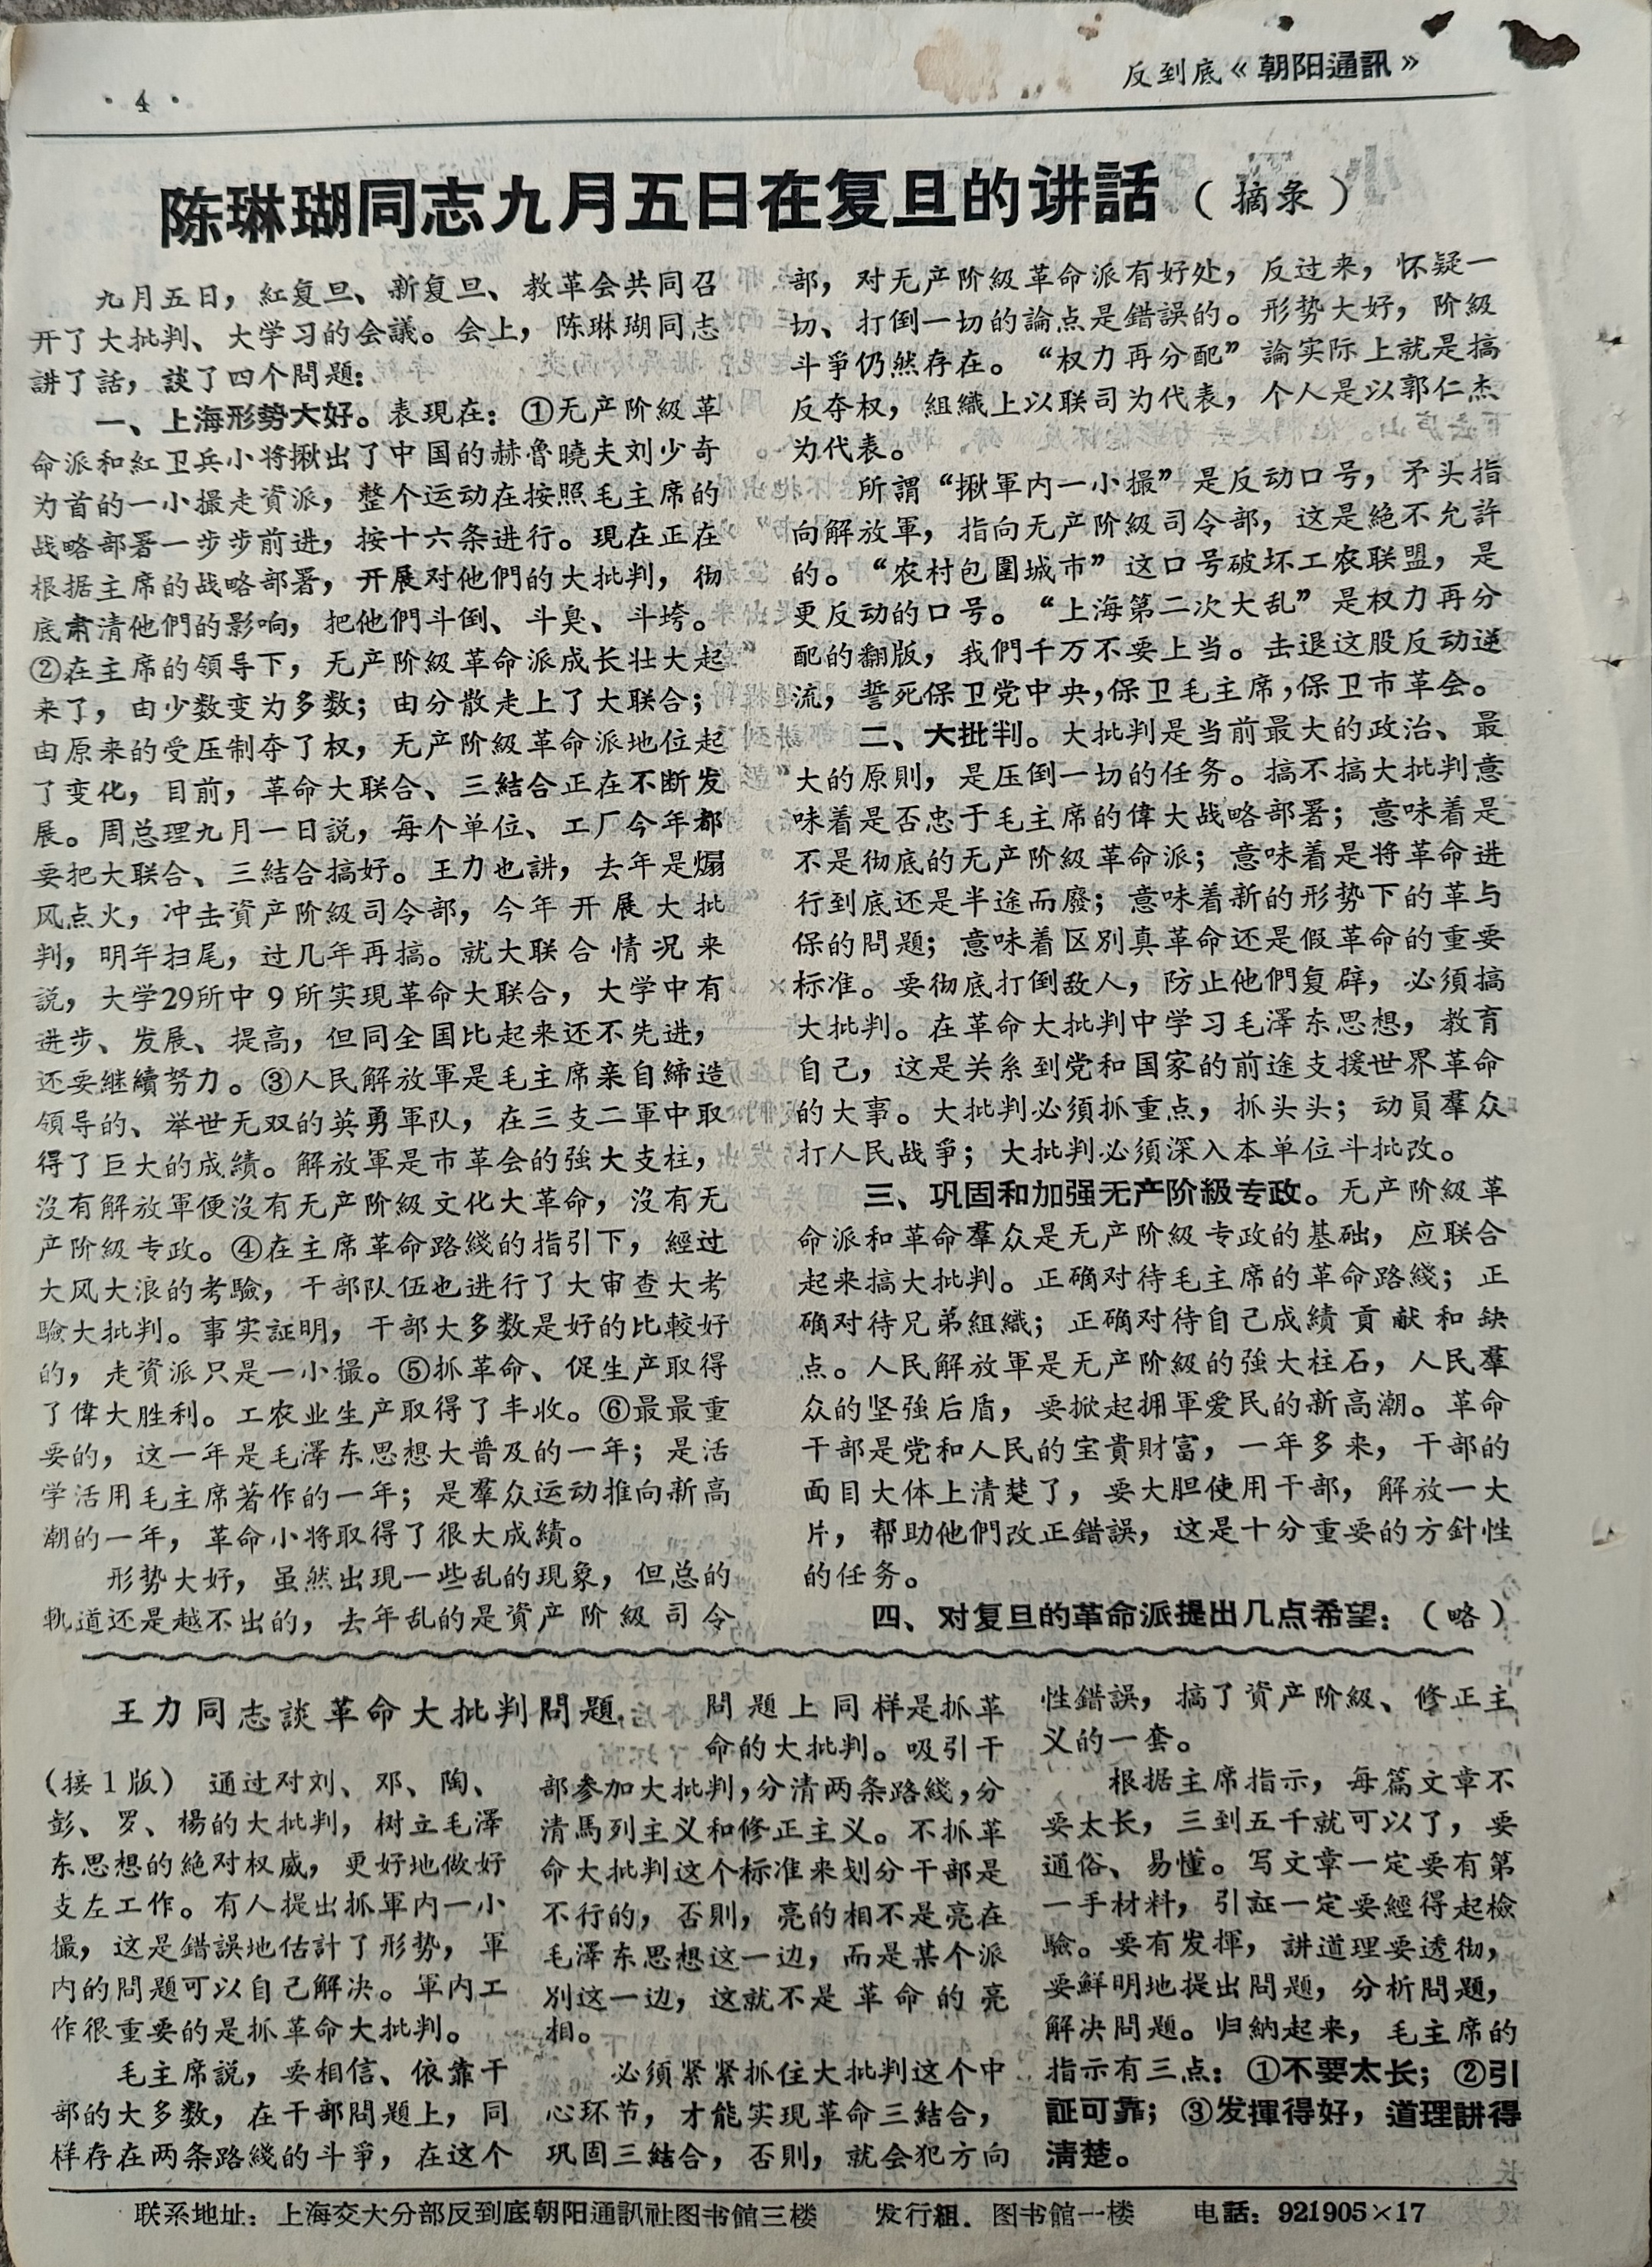 · 4 ·
反到底《朝阳通訊》
陈琳瑚同志九月五日在复旦的讲話（摘彔）
九月五日，紅复旦、新复旦、教革会共同召
开了大批判、大学习的会議。会上，陈琳瑚同志
訲了話，談了四个問題：
一、上海形勢大好。表現在：①无产阶級革
命派和紅卫兵小将揪出了中国的赫魯曉夫刘少奇
为首的一小撮走資派，整个运动在按照毛主席的
战略部署一步步前进，按十六条进行。現在正在
根据主席的战略部署，开展对他們的大批判，彻
底肃清他們的影响，把他們斗倒、斗臭、斗垮。
②在主席的領导下，无产阶級革命派成长壮大起
来了，由少数变为多数；由分散走上了大联合；
由原来的受压制夺了权，无产阶級革命派地位起
了变化，目前，革命大联合、三結合正在不断发
展。周总理九月一日説，每个单位、工厂今年都
要把大联合、三結合搞好。王力也訲，去年是煽
风点火，冲击資产阶級司令部，今年开展大批
判，明年扫尾，过几年再搞。就大联合情况来
説，大学29所中9所实現革命大联合，大学中有
进步、发展、提高，但同全国比起来还不先进，
还要継續努力。③人民解放軍是毛主席亲自締造
領导的、举世无双的英勇軍队，在三支二軍中取
得了巨大的成績。解放軍是市革会的強大支柱，
沒有解放軍便沒有无产阶級文化大革命，沒有无
产阶級专政。④在主席革命路綫的指引下，經过
大风大浪的考驗，干部队伍也进行了大审查大考
驗大批判。事实証明，干部大多数是好的比較好
的，走資派只是一小撮。⑤抓革命、促生产取得
了偉大胜利。工农业生产取得了丰收。⑥最最重
要的，这一年是毛澤东思想大普及的一年；是活
学活用毛主席著作的一年；是羣众运动推向新高
潮的一年，革命小将取得了很大成績。
形势大好，虽然出現一些乱的現象，但总的
軌道还是越不出的，去年乱的是資产阶級司令
部，对无产阶級革命派有好处，反过来，怀疑一
切、打倒一切的論点是錯誤的。形势大好，阶級
斗爭仍然存在。“权力再分配”論实际上就是搞
反夺权，組織上以联司为代表，个人是以郭仁杰
为代表。
所謂“揪軍内一小撮”是反动口号，矛头指
向解放軍，指向无产阶級司令部，这是絕不允許
的。“农村包圍城市”这口号破坏工农联盟，是
更反动的口号。“上海第二次大乱”是权力再分
配的翻版，我們千万不要上当。击退这股反动逆
流，誓死保卫党中央，保卫毛主席，保卫市革会。
二、大批判。大批判是当前最大的政治、最
大的原則，是压倒一切的任务。搞不搞大批判意
味着是否忠于毛主席的偉大战略部署；意味着是
不是彻底的无产阶級革命派；意味着是将革命进
行到底还是半途而廢；意味着新的形势下的革与
保的問題；意味着区別真革命还是假革命的重要
标准。要彻底打倒敌人，防止他們复辟，必須搞
大批判。在革命大批判中学习毛澤东思想，教育
自己，这是关系到党和国家的前途支援世界革命
的大事。大批判必須抓重点，抓头头；动員羣众
打人民战爭；大批判必須深入本单位斗批改。
三、巩固和加强无产阶級专政。无产阶級革
命派和革命羣众是无产阶級专政的基础，应联合
起来搞大批判。正确对待毛主席的革命路綫；正
确对待兄弟組織；正确对待自己成績貢献和缺
点。人民解放軍是无产阶級的強大柱石，人民羣
众的坚強后盾，要掀起拥軍爱民的新高潮。革命
干部是党和人民的宝貴財富，一年多来，干部的
面目大体上清楚了，要大胆使用干部，解放一大
片，帮助他們改正錯誤，这是十分重要的方針性
的任务。
四、对复旦的革命派提出几点希望：（略）
王力同志談革命大批判問題
（接1版）通过对刘、邓、陶、
彭、罗、楊的大批判，树立毛澤
东思想的絕对权威，更好地做好
支左工作。有人提出抓軍内一小
撮，这是錯誤地估計了形势，軍
内的問題可以自己解决。軍内工
作很重要的是抓革命大批判。
毛主席説，要相信、依靠干
部的大多数，在干部問題上，同
样存在两条路綫的斗爭，在这个
問題上同样是抓革
命的大批判。吸引干
部参加大批判，分清两条路綫，分
清馬列主义和修正主义。不抓革
命大批判这个标准来划分干部是
不行的，否則，亮的相不是亮在
毛澤东思想这一边，而是某个派
别这一边，这就不是革命的亮
相。
必須紧紧抓住大批判这个中
心环节，才能实現革命三結合，
巩固三結合，否則，就会犯方向
性錯誤，搞了資产阶級、修正主
义的一套。
根据主席指示，每篇文章不
要太长，三到五千就可以了，要
通俗、易懂。写文章一定要有第
一手材料，引証一定要經得起檢
驗。要有发揮，訲道理要透彻，
要鮮明地提出問題，分析問題，
解决問題。归納起来，毛主席的
指示有三点：①不要太长；②引
証可靠；③发揮得好，道理訲得
清楚。
联系地址：上海交大分部反到底朝阳通訊社图书館三楼　发行組．图书館一楼　电話：921905×17